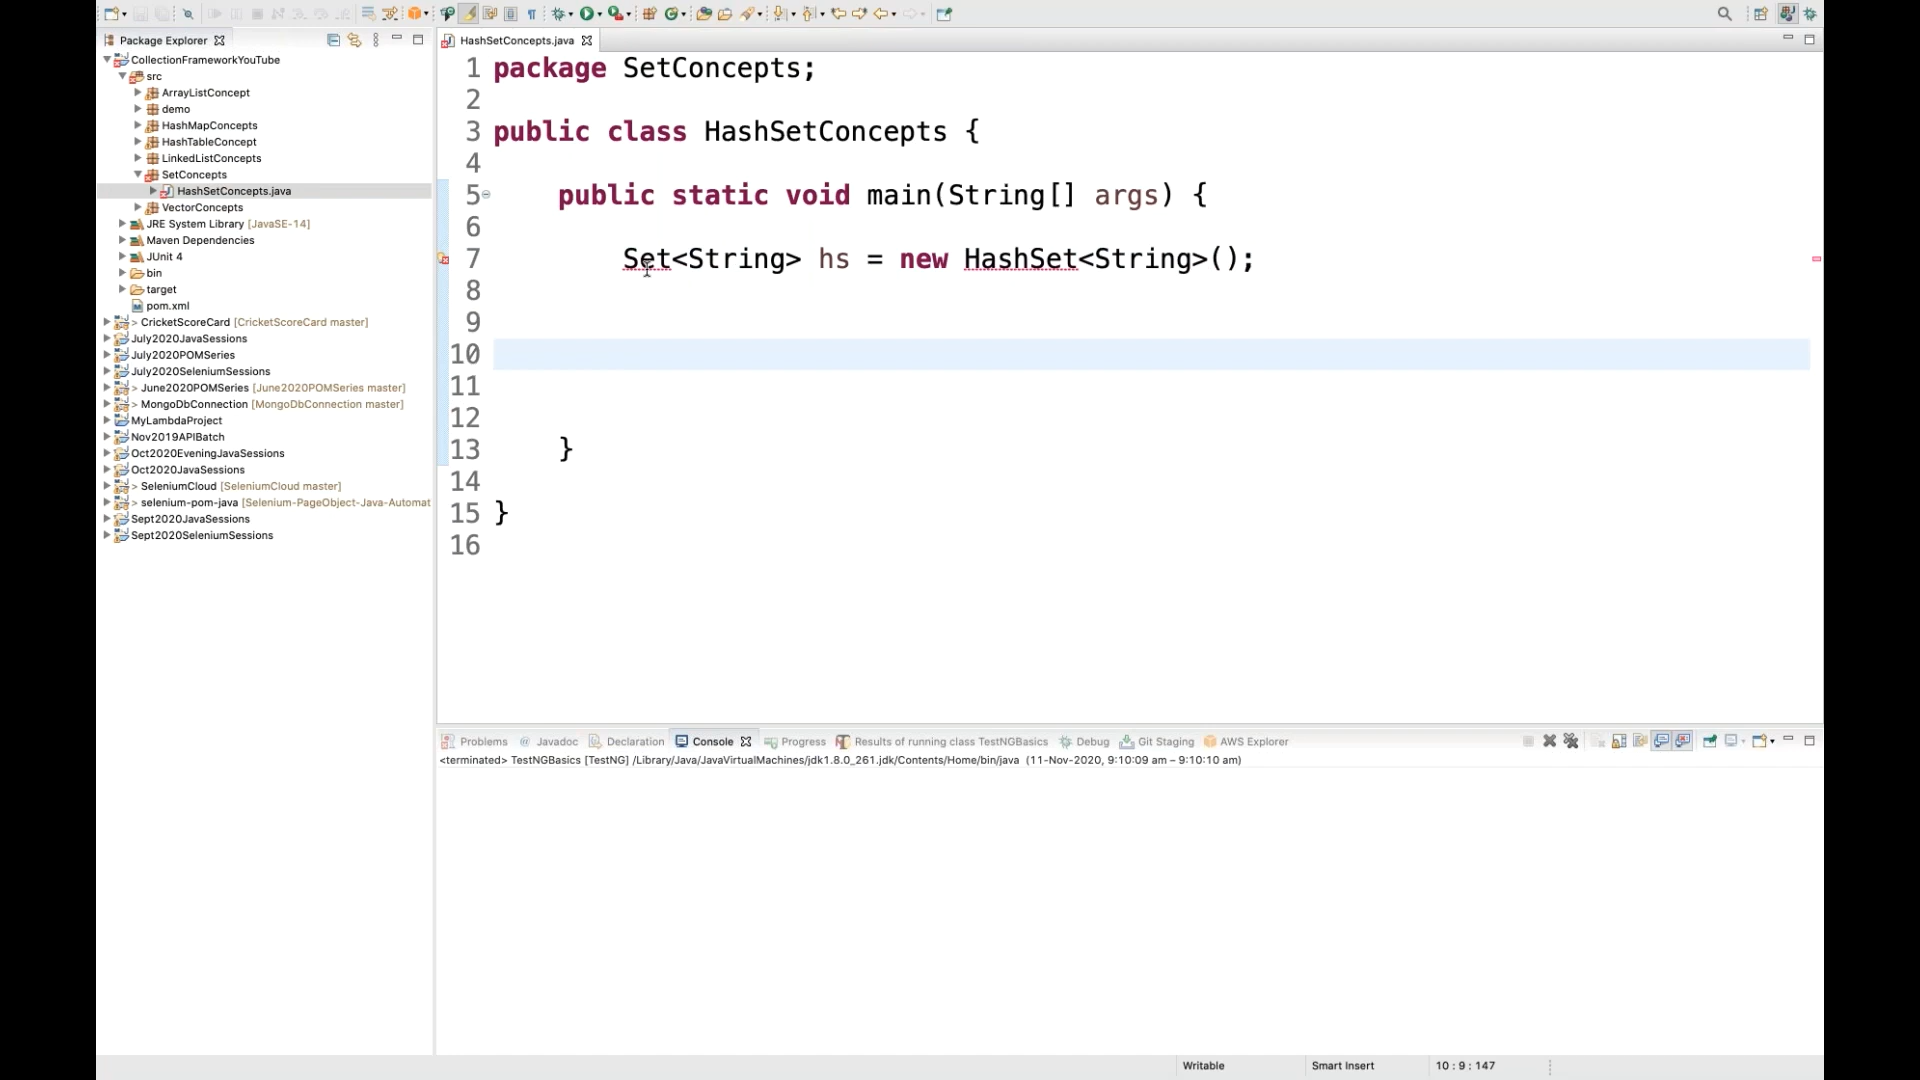 Package Explorer
CollectionFrameworkYouTube
src
ArrayListConcept
demo
HashMapConcepts
HashTableConcept
LinkedListConcepts
SetConcepts
HashSetConcepts.java
VectorConcepts
JRE System Library [JavaSE-14]
Maven Dependencies
JUnit 4
bin
target
pom.xml
> CricketScoreCard [CricketScoreCard master]
July2020JavaSessions
July2020POMSeries
July2020SeleniumSessions
> June2020POMSeries [June2020POMSeries master]
> MongoDbConnection [MongoDbConnection master]
MyLambdaProject
Nov2019APIBatch
Oct2020EveningJavaSessions
Oct2020JavaSessions
> SeleniumCloud [SeleniumCloud master]
> selenium-pom-java [Selenium-PageObject-Java-Automat
Sept2020JavaSessions
Sept2020SeleniumSessions
HashSetConcepts.java
1 package SetConcepts;
2
3 public class HashSetConcepts {
4
5 public static void main(String[] args) {
6
7 Set<String> hs = new HashSet<String>();
8
9
10
11
12
13 }
14
15 }
16
Problems @ Javadoc Declaration Console Progress Results of running class TestNGBasics Debug Git Staging AWS Explorer
<terminated> TestNGBasics [TestNG] /Library/Java/JavaVirtualMachines/jdk1.8.0_261.jdk/Contents/Home/bin/java (11-Nov-2020, 9:10:09 am – 9:10:10 am)
Writable Smart Insert 10 : 9 : 147